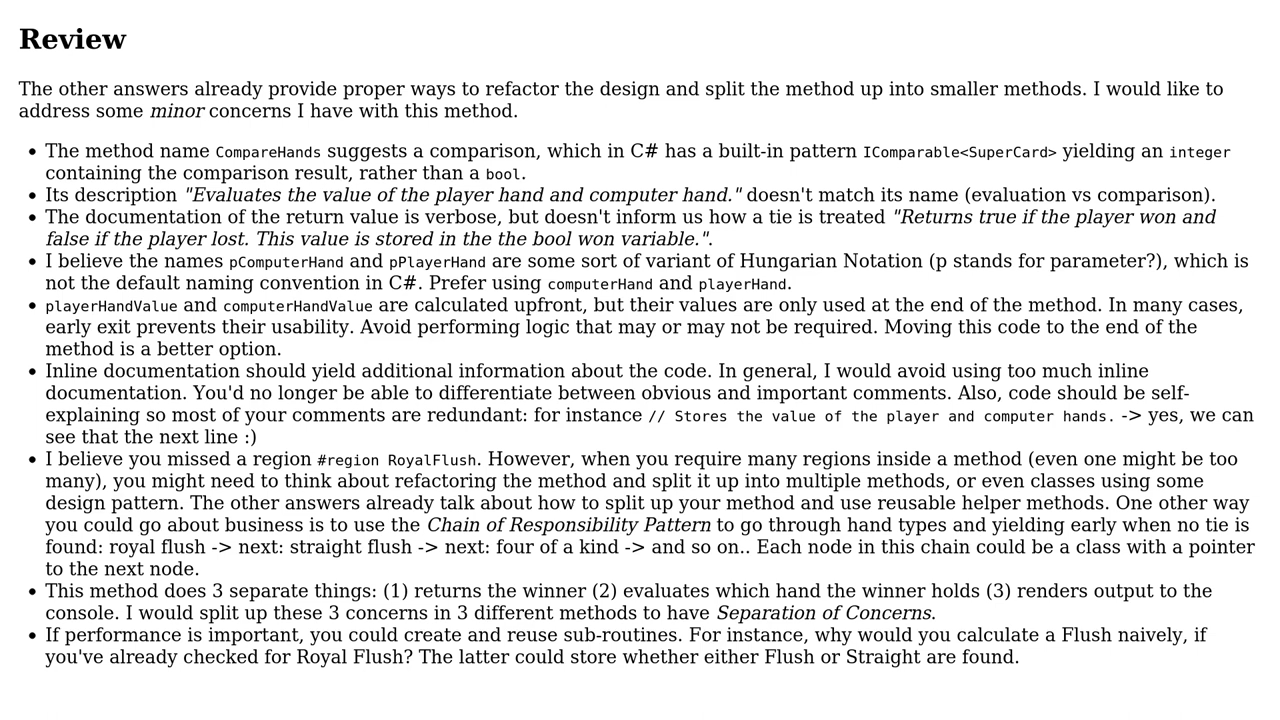 Review
The other answers already provide proper ways to refactor the design and split the method up into smaller methods. I would like to
address some minor concerns I have with this method.
• The method name CompareHands suggests a comparison, which in C# has a built-in pattern IComparable<SuperCard> yielding an integer
containing the comparison result, rather than a bool.
• Its description "Evaluates the value of the player hand and computer hand." doesn't match its name (evaluation vs comparison).
• The documentation of the return value is verbose, but doesn't inform us how a tie is treated "Returns true if the player won and
false if the player lost. This value is stored in the the bool won variable.".
• I believe the names pComputerHand and pPlayerHand are some sort of variant of Hungarian Notation (p stands for parameter?), which is
not the default naming convention in C#. Prefer using computerHand and playerHand.
• playerHandValue and computerHandValue are calculated upfront, but their values are only used at the end of the method. In many cases,
early exit prevents their usability. Avoid performing logic that may or may not be required. Moving this code to the end of the
method is a better option.
• Inline documentation should yield additional information about the code. In general, I would avoid using too much inline
documentation. You'd no longer be able to differentiate between obvious and important comments. Also, code should be self-
explaining so most of your comments are redundant: for instance // Stores the value of the player and computer hands. -> yes, we can
see that the next line :)
• I believe you missed a region #region RoyalFlush. However, when you require many regions inside a method (even one might be too
many), you might need to think about refactoring the method and split it up into multiple methods, or even classes using some
design pattern. The other answers already talk about how to split up your method and use reusable helper methods. One other way
you could go about business is to use the Chain of Responsibility Pattern to go through hand types and yielding early when no tie is
found: royal flush -> next: straight flush -> next: four of a kind -> and so on.. Each node in this chain could be a class with a pointer
to the next node.
• This method does 3 separate things: (1) returns the winner (2) evaluates which hand the winner holds (3) renders output to the
console. I would split up these 3 concerns in 3 different methods to have Separation of Concerns.
• If performance is important, you could create and reuse sub-routines. For instance, why would you calculate a Flush naively, if
you've already checked for Royal Flush? The latter could store whether either Flush or Straight are found.